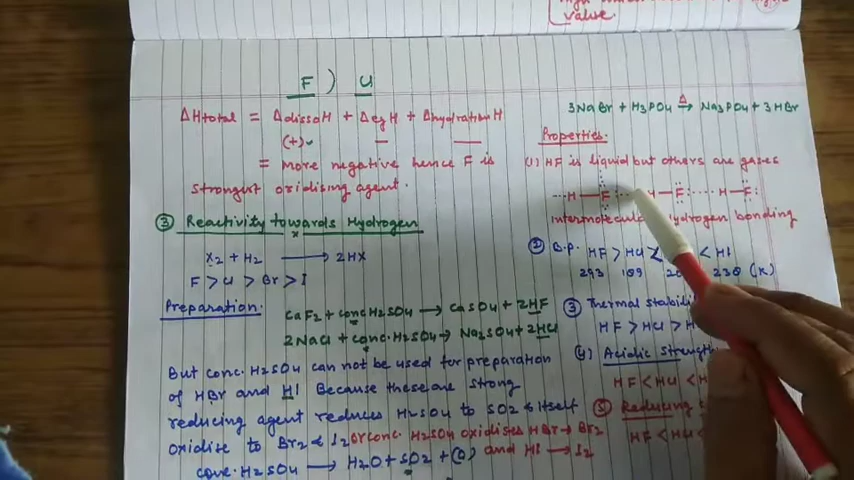 value.
F ) Cl
ΔHtotal = ΔdissoH + ΔegH + ΔhydrationH
(+) — —
= More negative hence F is
strongest oxidising agent.
③ Reactivity towards Hydrogen
X2 + H2 ⟶ 2HX
F > Cl > Br > I
Preparation.
CaF2 + conc H2SO4 ⟶ CaSO4 + 2HF
2NaCl + conc. H2SO4 → Na2SO4 + 2HCl
But conc. H2SO4 can not be used for preparation
of HBr and HI Because these are strong
reducing agent reduces H2SO4 to SO2 & itself
oxidise to Br2 & I2 or conc. H2SO4 oxidises HBr → Br2
conc. H2SO4 ⟶ H2O + SO2 + (O) and HI ⟶ I2
3NaBr + H3PO4 Δ→ Na3PO4 + 3HBr
Properties:
(1) HF is liquid but others are gases
---H—F H—F: ---- H—F:
Intermolecula hydrogen bonding
② B.P. HF > HCl < < HI
293 189 238 (K)
③ Thermal stabili
HF > HCl > H
(4) Acidic strength
HF < HCl < H
⑤ Reducing
HF < HCl <